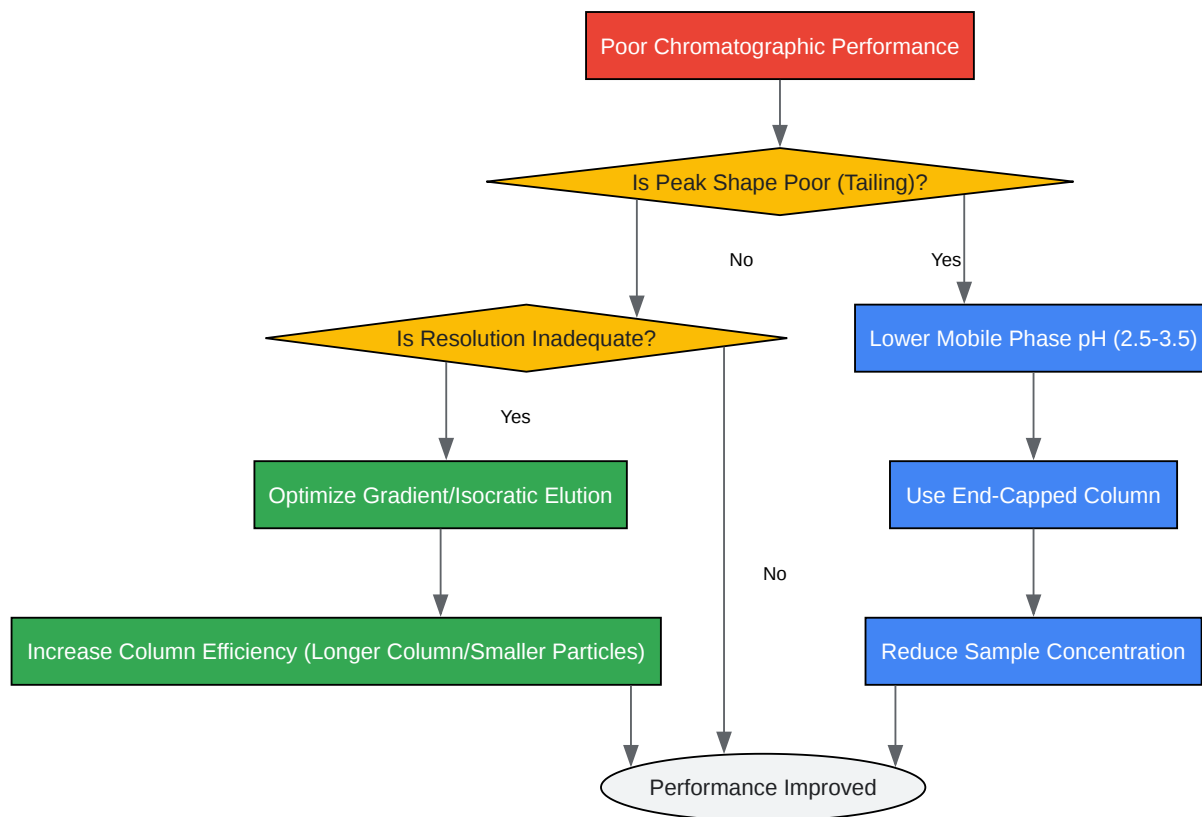 Poor Chromatographic Performance
Is Peak Shape Poor (Tailing)?
No
Yes
Is Resolution Inadequate?
Lower Mobile Phase pH (2.5-3.5)
Yes
Optimize Gradient/Isocratic Elution
Use End-Capped Column
No
Increase Column Efficiency (Longer Column/Smaller Particles)
Reduce Sample Concentration
Performance Improved